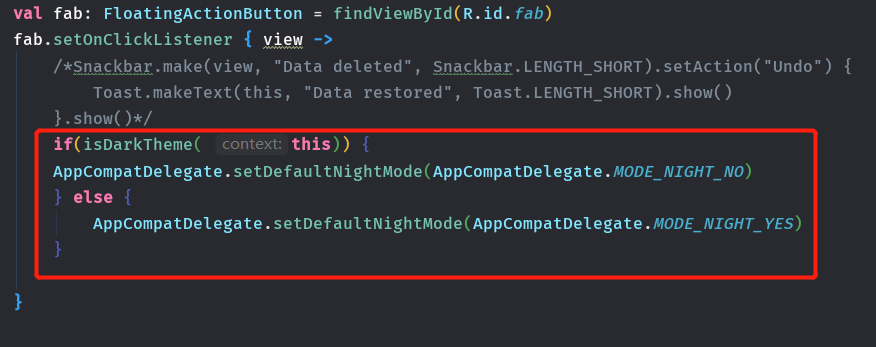 val fab: FloatingActionButton = findViewById(R.id.fab)
fab.setOnClickListener { view ->
/*Snackbar.make(view, "Data deleted", Snackbar.LENGTH_SHORT).setAction("Undo") {
Toast.makeText(this, "Data restored", Toast.LENGTH_SHORT).show()
}.show()*/
if(isDarkTheme( context: this)) {
AppCompatDelegate.setDefaultNightMode(AppCompatDelegate.MODE_NIGHT_NO)
} else {
AppCompatDelegate.setDefaultNightMode(AppCompatDelegate.MODE_NIGHT_YES)
}
}